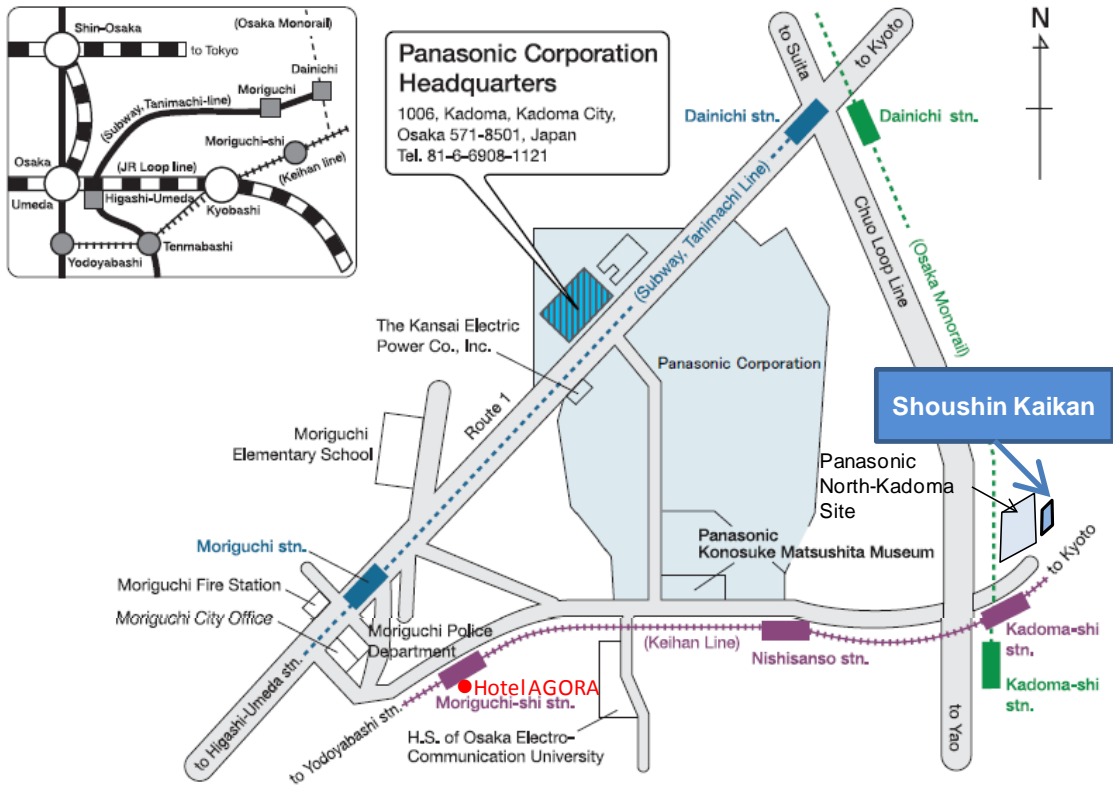 Shin-Osaka
to Tokyo
(Osaka Monorail)
Dainichi
Moriguchi
(Subway, Tanimachi-line)
Moriguchi-shi
(Keihan line)
Osaka
(JR Loop line)
Umeda
Higashi-Umeda
Kyobashi
Tenmabashi
Yodoyabashi
Panasonic Corporation
Headquarters
1006, Kadoma, Kadoma City,
Osaka 571-8501, Japan
Tel. 81-6-6908-1121
to Suita
to Kyoto
N
Dainichi stn.
Dainichi stn.
(Subway, Tanimachi Line)
Chuo Loop Line
(Osaka Monorail)
The Kansai Electric
Power Co., Inc.
Panasonic Corporation
Route 1
Shoushin Kaikan
Moriguchi
Elementary School
Panasonic
North-Kadoma
Site
Panasonic
Konosuke Matsushita Museum
Moriguchi stn.
to Kyoto
Moriguchi Fire Station
Moriguchi City Office
Moriguchi Police
Department
(Keihan Line)
Nishisanso stn.
Kadoma-shi
stn.
Hotel AGORA
Moriguchi-shi stn.
Kadoma-shi
stn.
to Higashi-Umeda stn.
to Yodoyabashi stn.
H.S. of Osaka Electro-
Communication University
to Yao